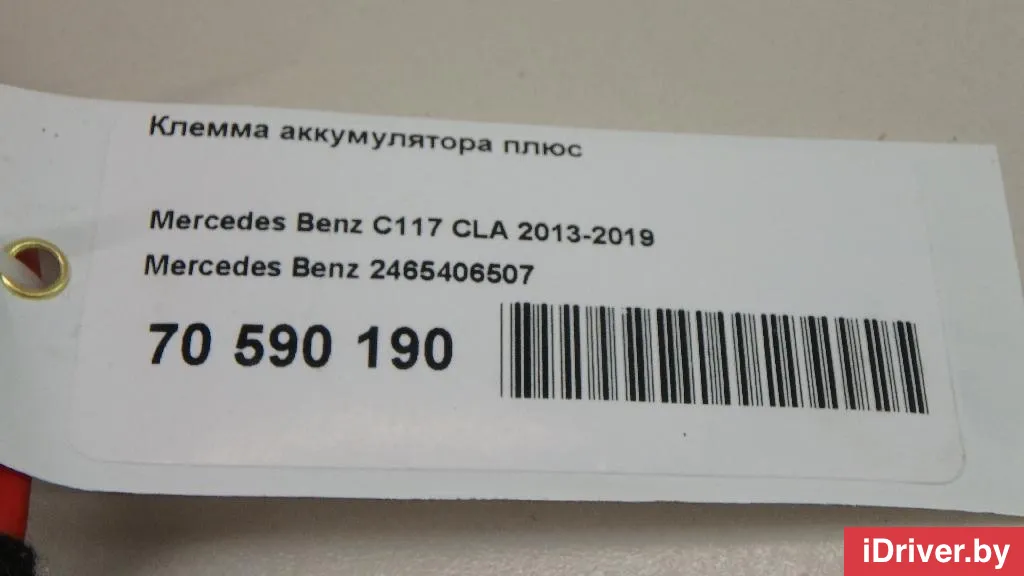 Клемма аккумулятора плюс
Mercedes Benz C117 CLA 2013-2019
Mercedes Benz 2465406507
70 590 190
iDriver.by